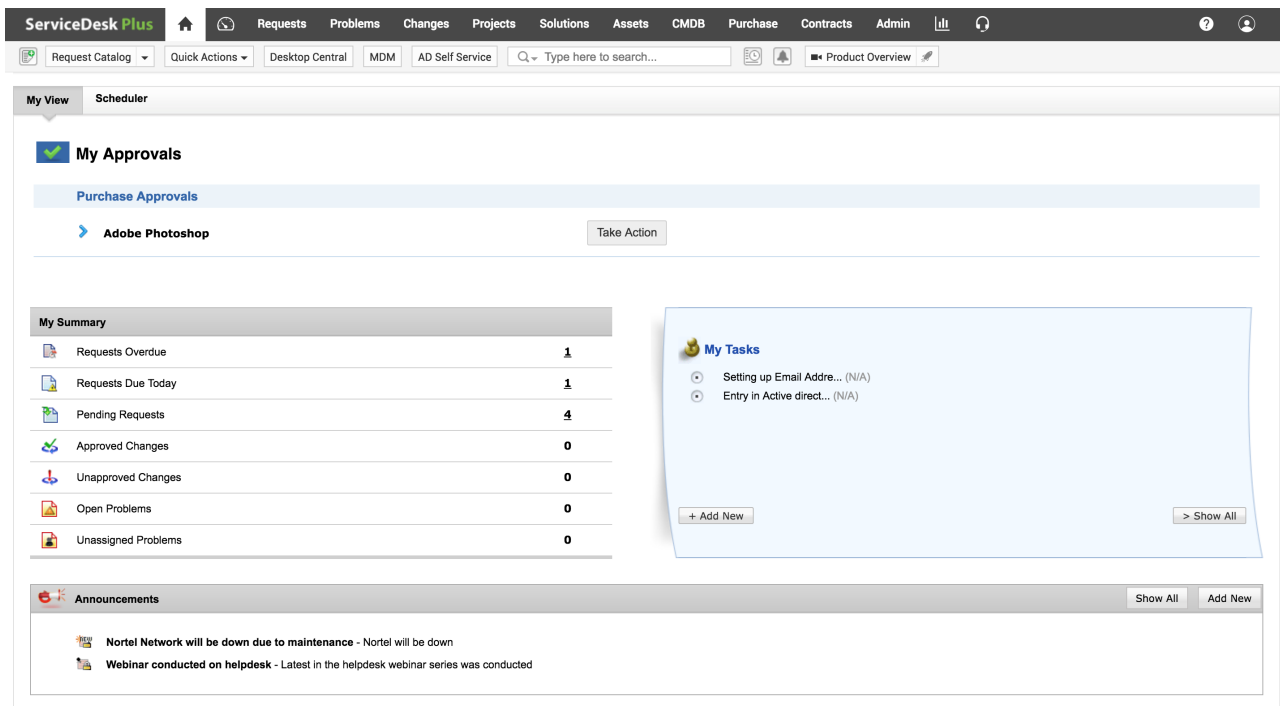 ServiceDesk Plus Requests Problems Changes Projects Solutions Assets CMDB Purchase Contracts Admin ?
Request Catalog Quick Actions Desktop Central MDM AD Self Service Type here to search... Product Overview
My View Scheduler
My Approvals
Purchase Approvals
Adobe Photoshop Take Action
My Summary
Requests Overdue 1
Requests Due Today 1
Pending Requests 4
Approved Changes 0
Unapproved Changes 0
Open Problems 0
Unassigned Problems 0
My Tasks
Setting up Email Addre... (N/A)
Entry in Active direct... (N/A)
+ Add New > Show All
Announcements Show All Add New
NEW Nortel Network will be down due to maintenance - Nortel will be down
Webinar conducted on helpdesk - Latest in the helpdesk webinar series was conducted